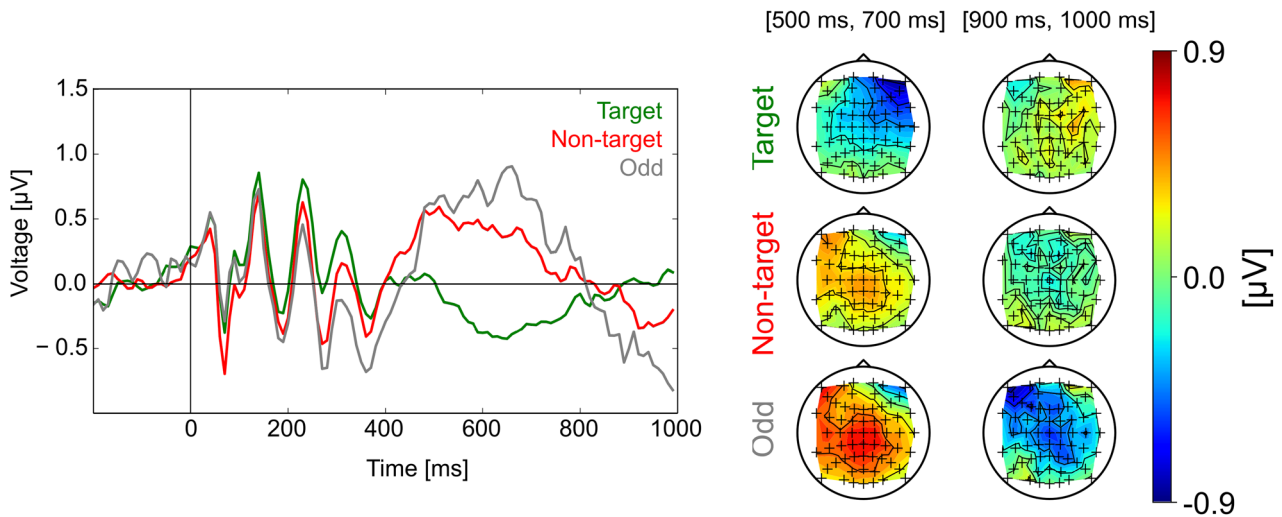 Voltage [µV]
1.5
1.0
0.5
0.0
− 0.5
0
200
400
600
800
1000
Time [ms]
Target
Non-target
Odd
[500 ms, 700 ms]
[900 ms, 1000 ms]
Target
Non-target
Odd
0.9
0.0
-0.9
[µV]